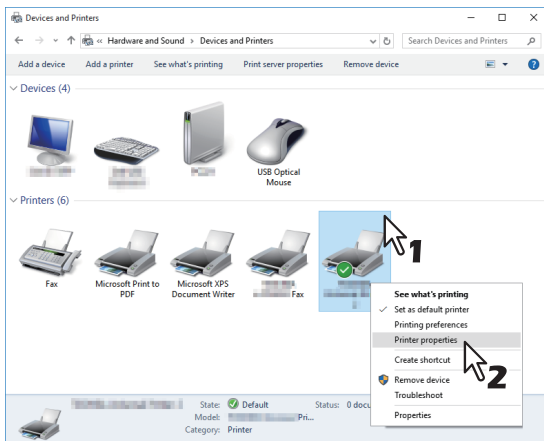 Devices and Printers
« Hardware and Sound › Devices and Printers
Search Devices and Printers
Add a device Add a printer See what's printing Print server properties Remove device
Devices (4)
USB Optical
Mouse
Printers (6)
1
Fax
Microsoft Print to
PDF
Microsoft XPS
Document Writer
Fax
See what's printing
Set as default printer
Printing preferences
Printer properties
2
Create shortcut
Remove device
Troubleshoot
Properties
State: Default Status: 0 docu
Model: Pri...
Category: Printer